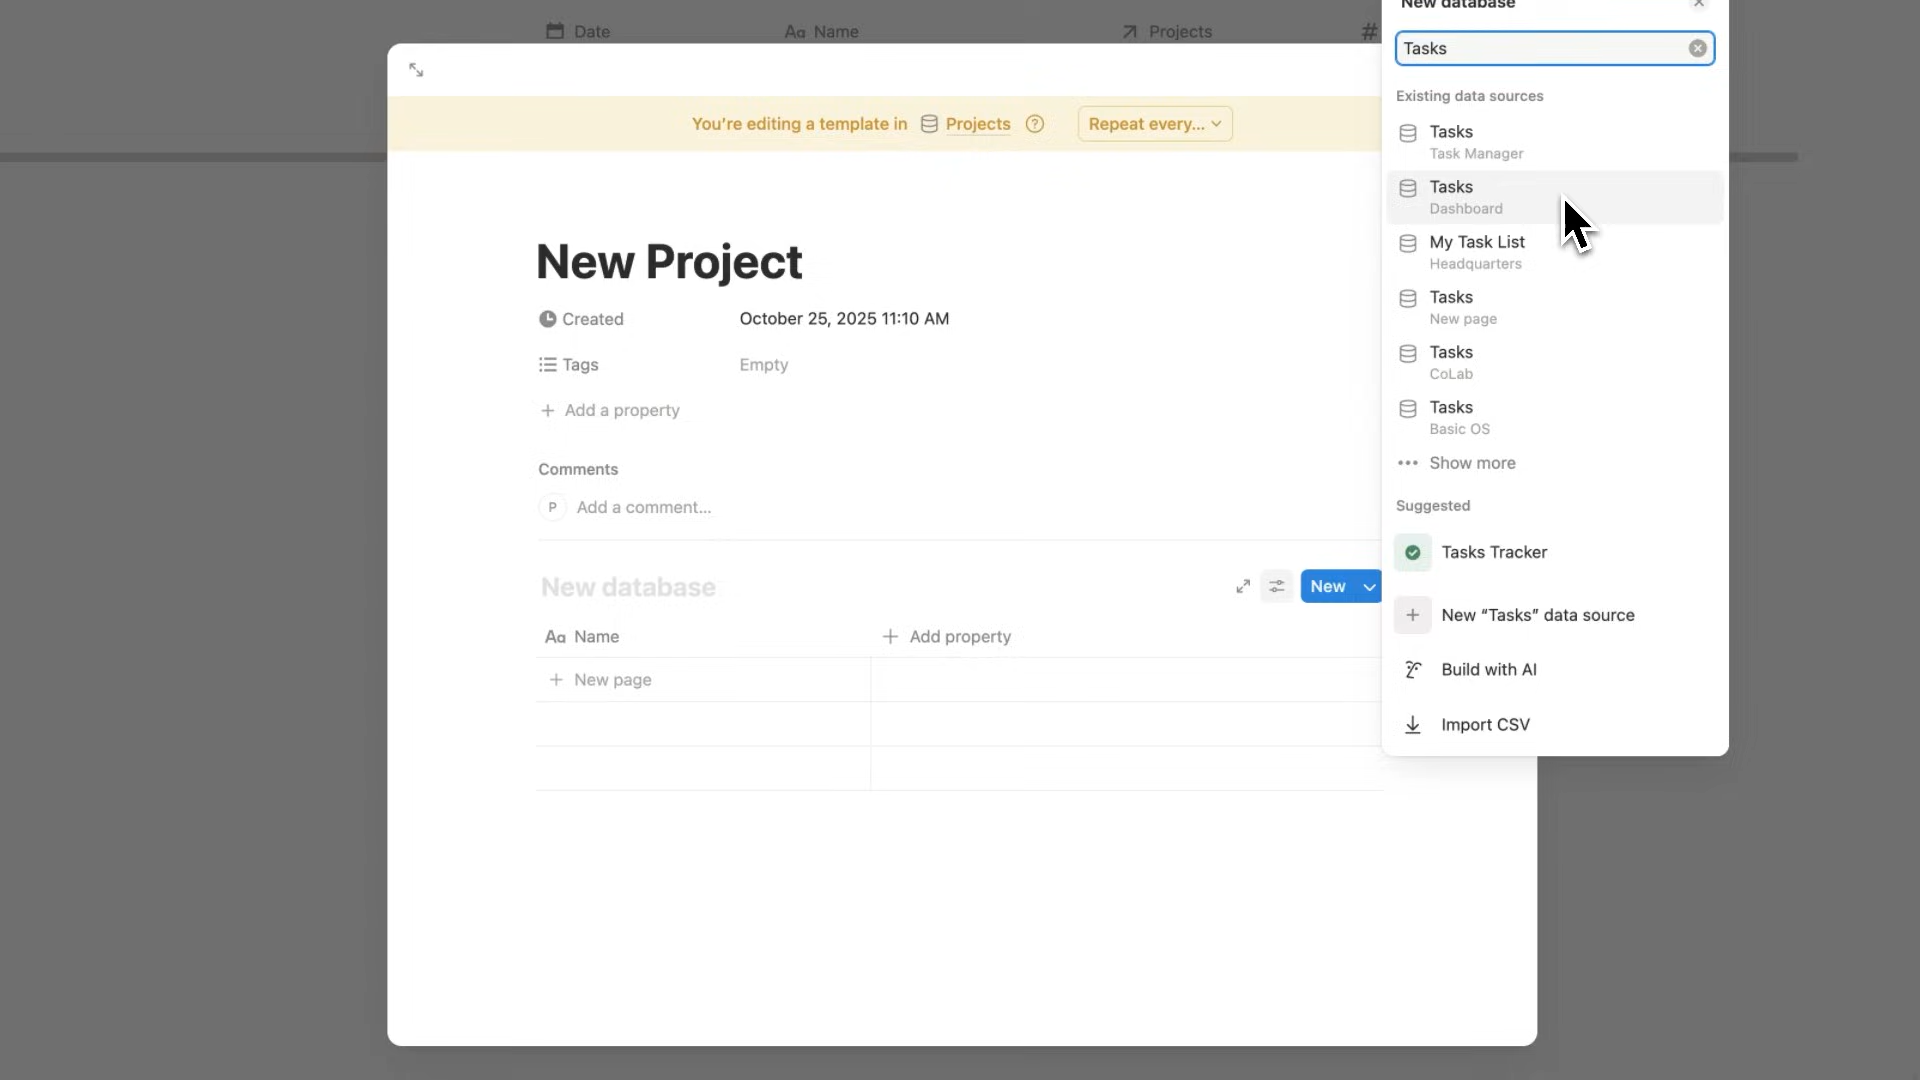 Date
Aa Name
Projects
#
You're editing a template in Projects
Repeat every...
New Project
Created
October 25, 2025 11:10 AM
Tags
Empty
Add a property
Comments
P
Add a comment...
New database
New
Aa Name
Add property
New page
New database
Tasks
Existing data sources
Tasks
Task Manager
Tasks
Dashboard
My Task List
Headquarters
Tasks
New page
Tasks
CoLab
Tasks
Basic OS
Show more
Suggested
Tasks Tracker
New “Tasks” data source
Build with AI
Import CSV